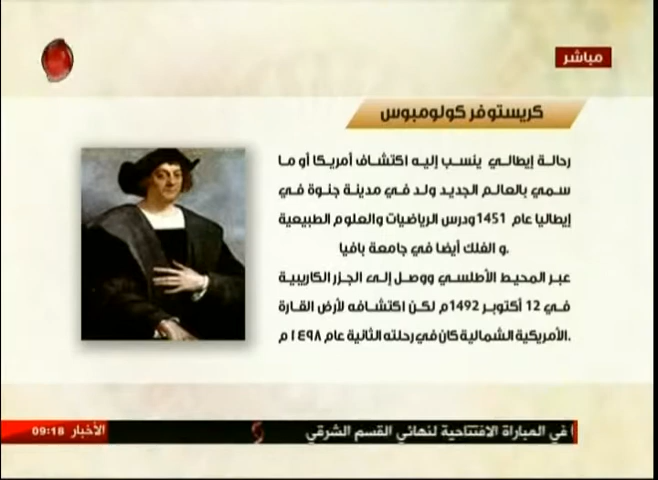 مباشر
كريستوفر كولومبوس
رحالة إيطالي ينسب إليه اكتشاف أمريكا أو ما
سمي بالعالم الجديد ولد في مدينة جنوة في
إيطاليا عام 1451ودرس الرياضيات والعلوم الطبيعية
و الفلك أيضا في جامعة بافيا.
عبر المحيط الأطلسي ووصل إلى الجزر الكاريبية
في 12 أكتوبر 1492م لكن اكتشافه لأرض القارة
الأمريكية الشمالية كان في رحلته الثانية عام ١٤٩٨ م.
في المباراة الافتتاحية لنهائي القسم الشرقي
الأخبار 09:18